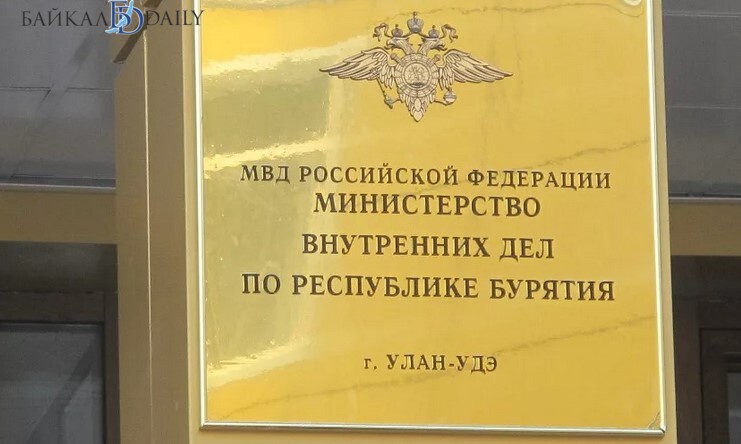 БАЙКАЛ DAILY
МВД РОССИЙСКОЙ ФЕДЕРАЦИИ
МИНИСТЕРСТВО
ВНУТРЕННИХ ДЕЛ
ПО РЕСПУБЛИКЕ БУРЯТИЯ
г. УЛАН-УДЭ